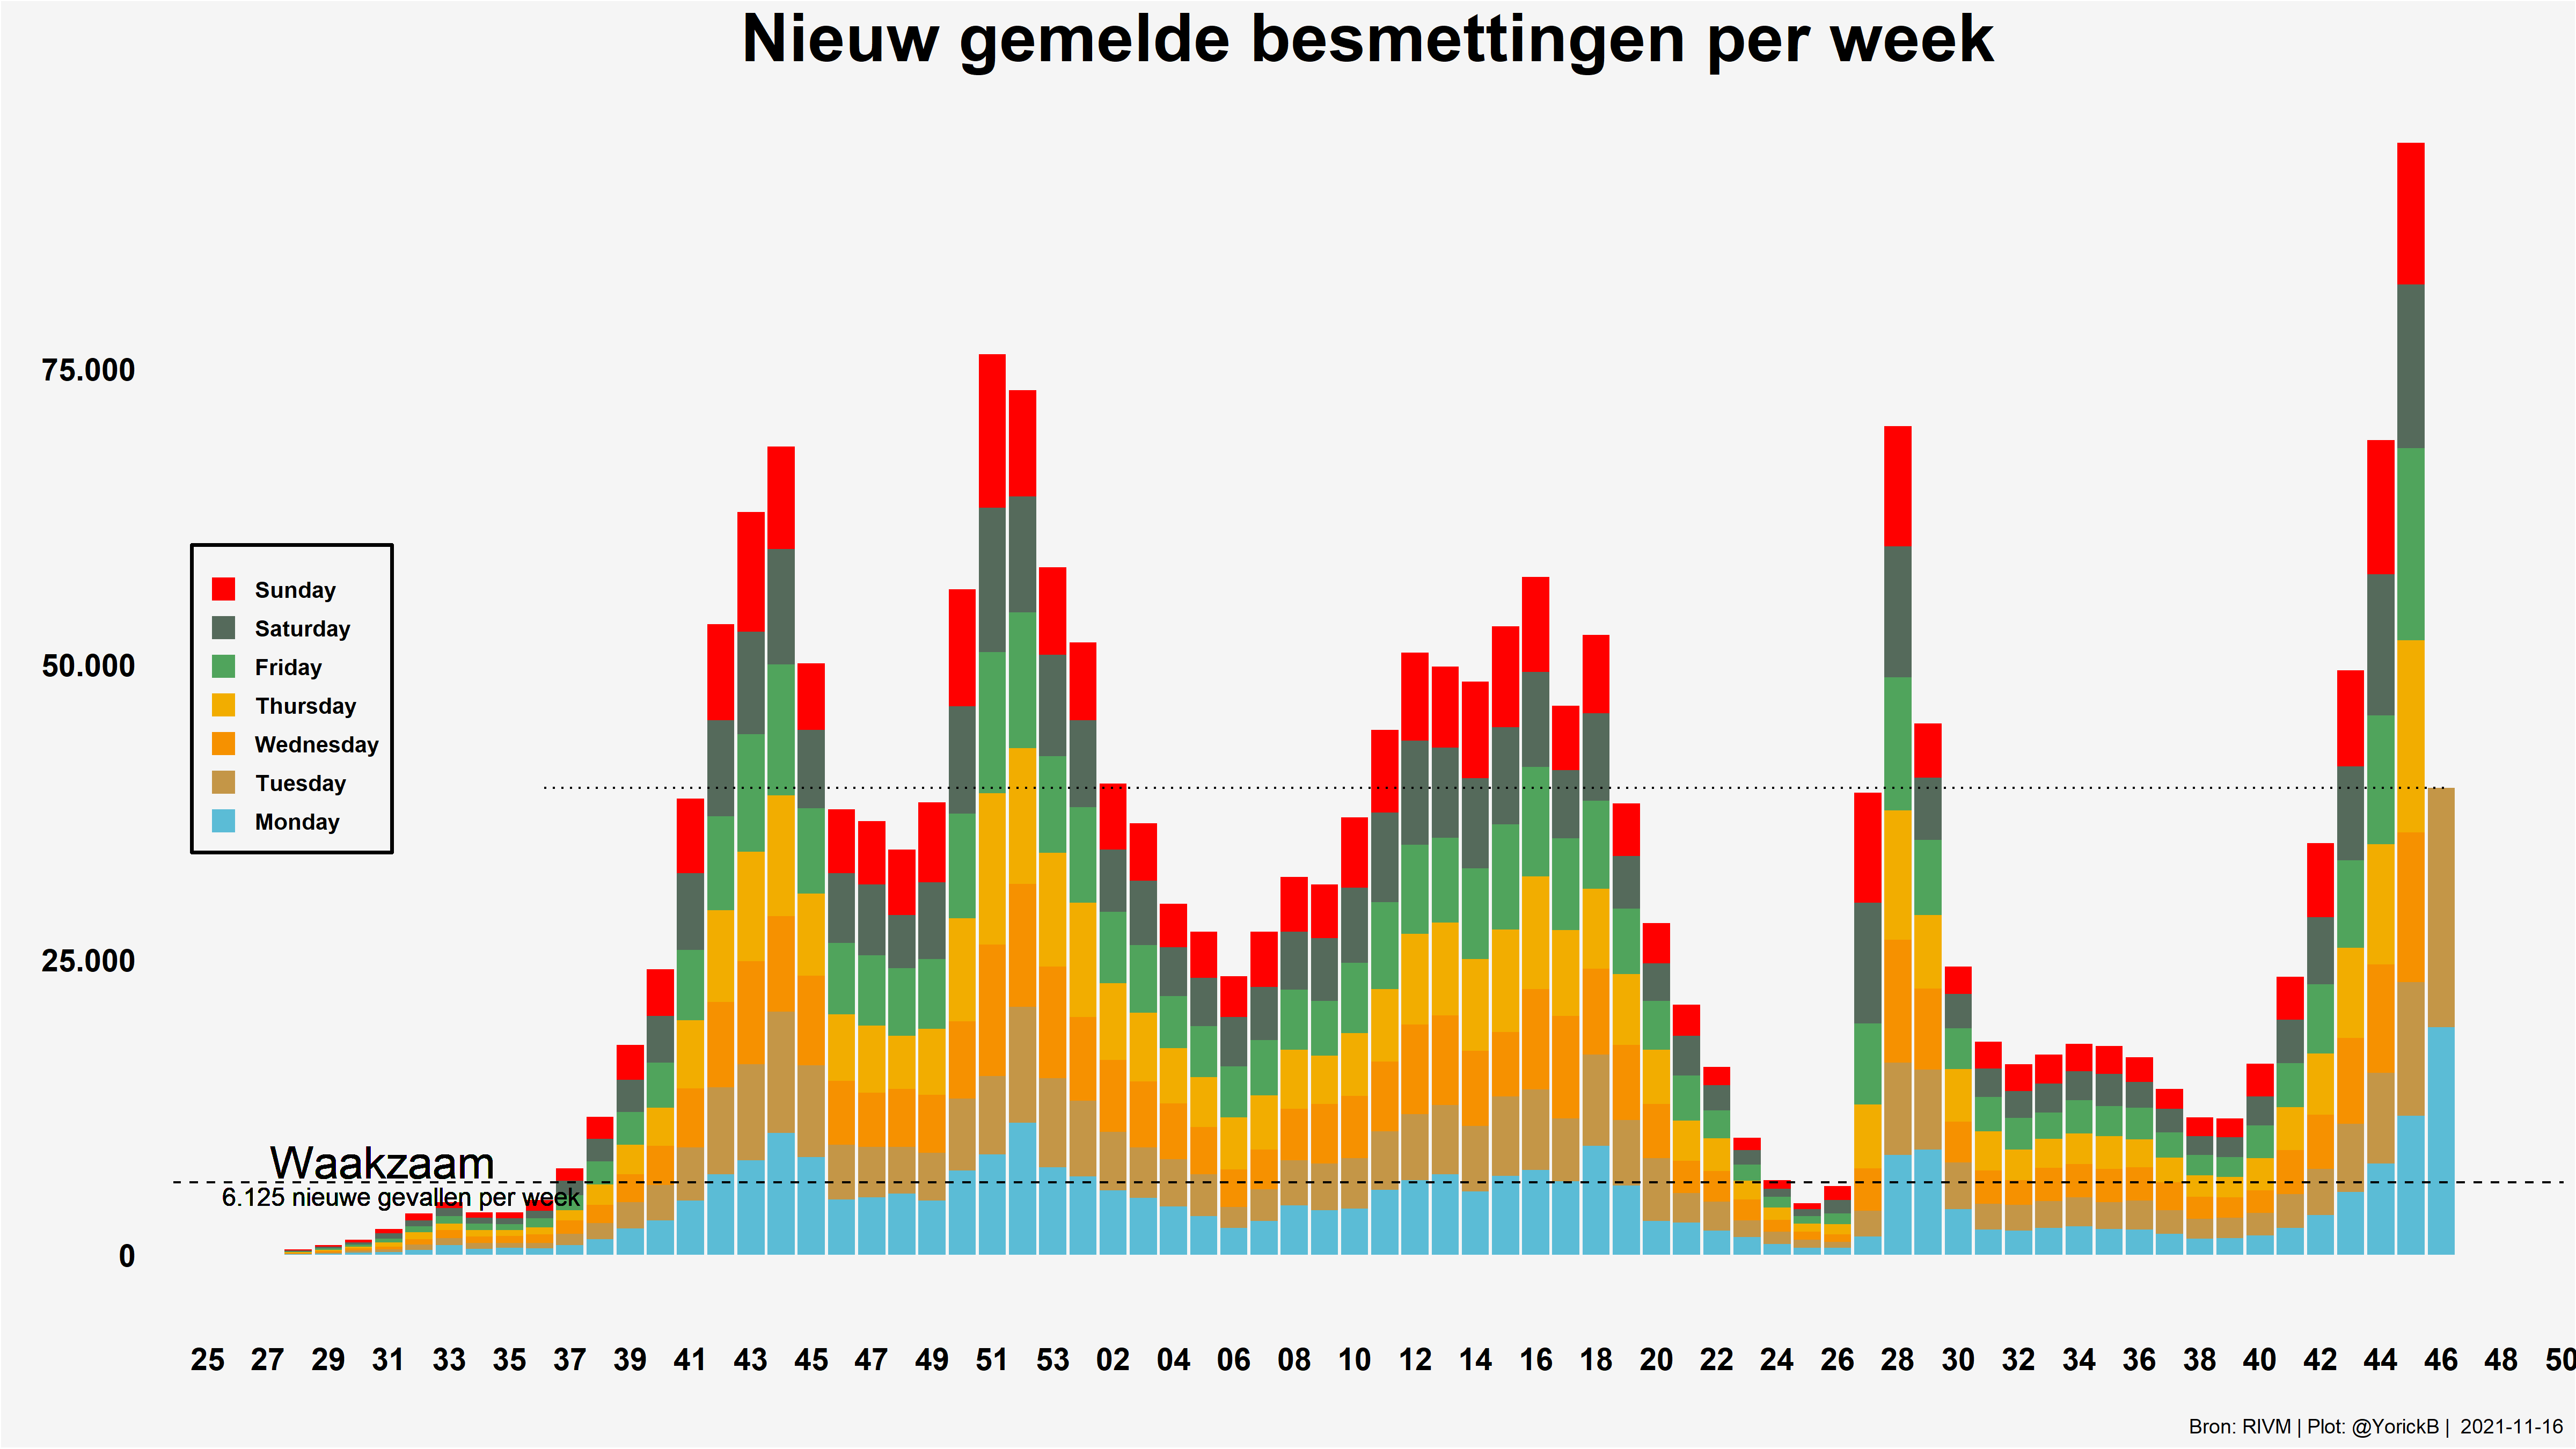 Nieuw gemelde besmettingen per week
75.000
50.000
25.000
0
Sunday
Saturday
Friday
Thursday
Wednesday
Tuesday
Monday
Waakzaam
6.125 nieuwe gevallen per week
25 27 29 31 33 35 37 39 41 43 45 47 49 51 53 02 04 06 08 10 12 14 16 18 20 22 24 26 28 30 32 34 36 38 40 42 44 46 48 50
Bron: RIVM | Plot: @YorickB | 2021-11-16